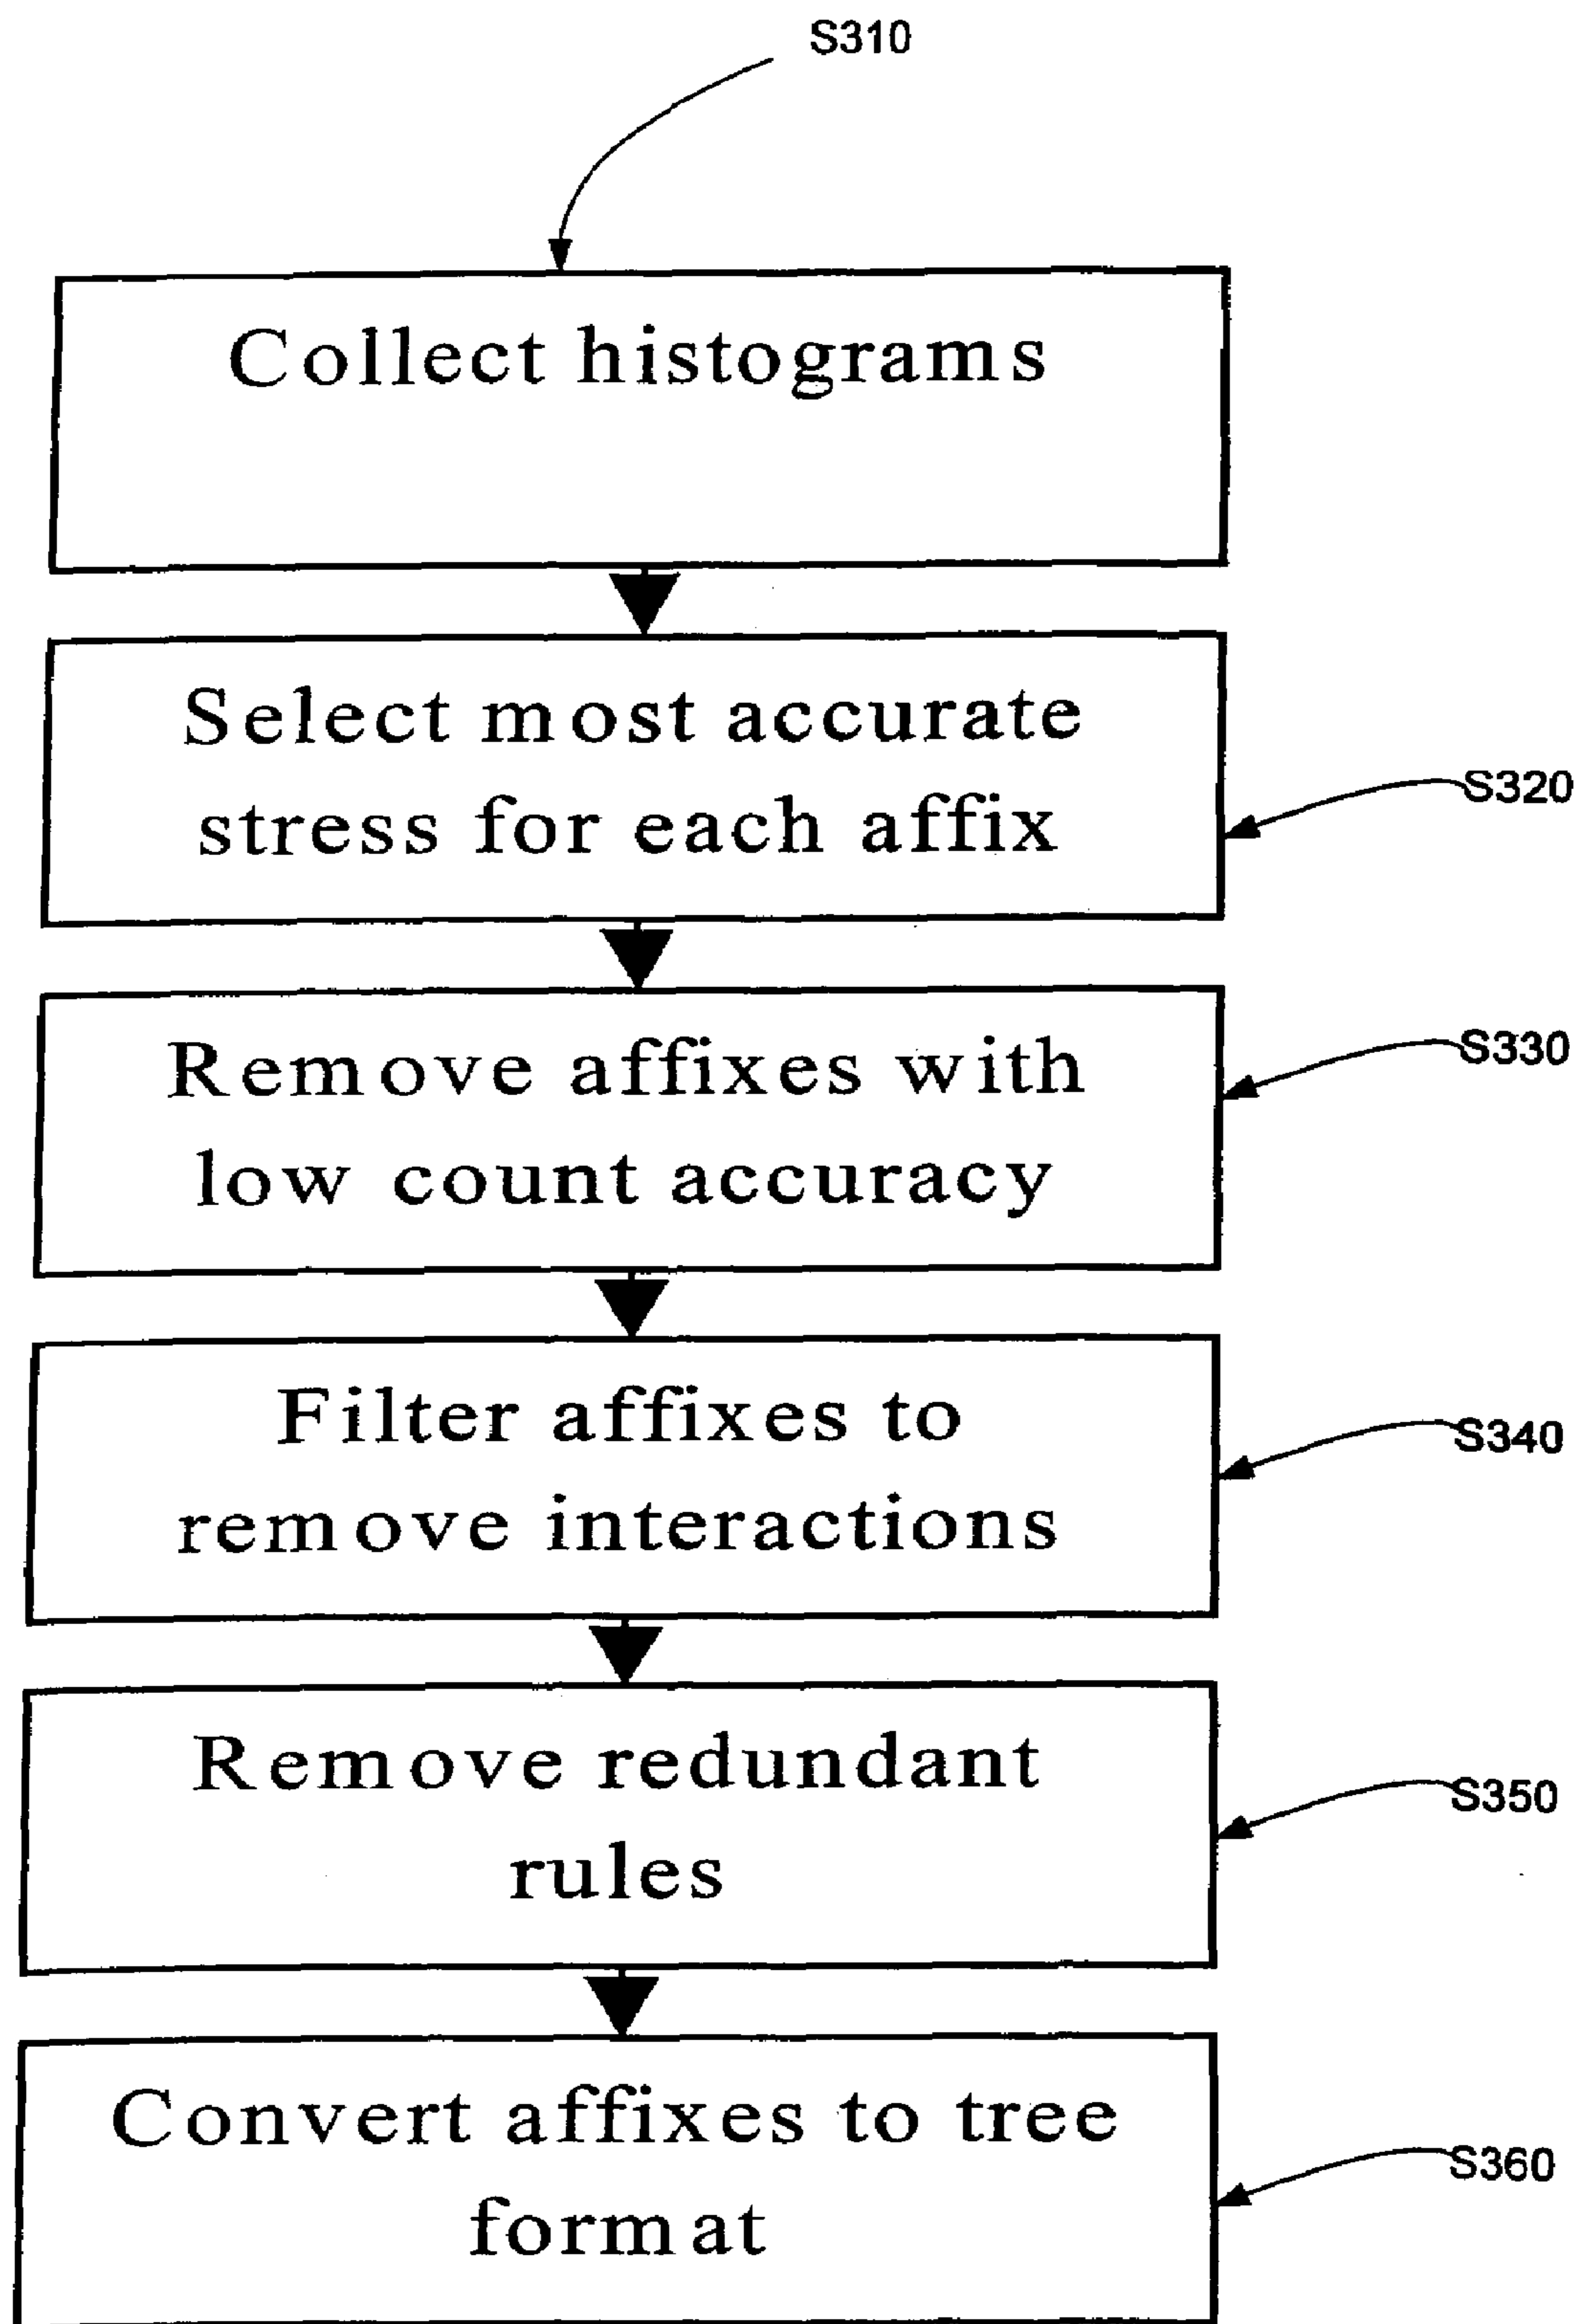 S310
Collect histograms
Select most accurate
stress for each affix
S320
Remove affixes with
low count accuracy
S330
Filter affixes to
remove interactions
S340
Remove redundant
rules
S350
Convert affixes to tree
format
S360